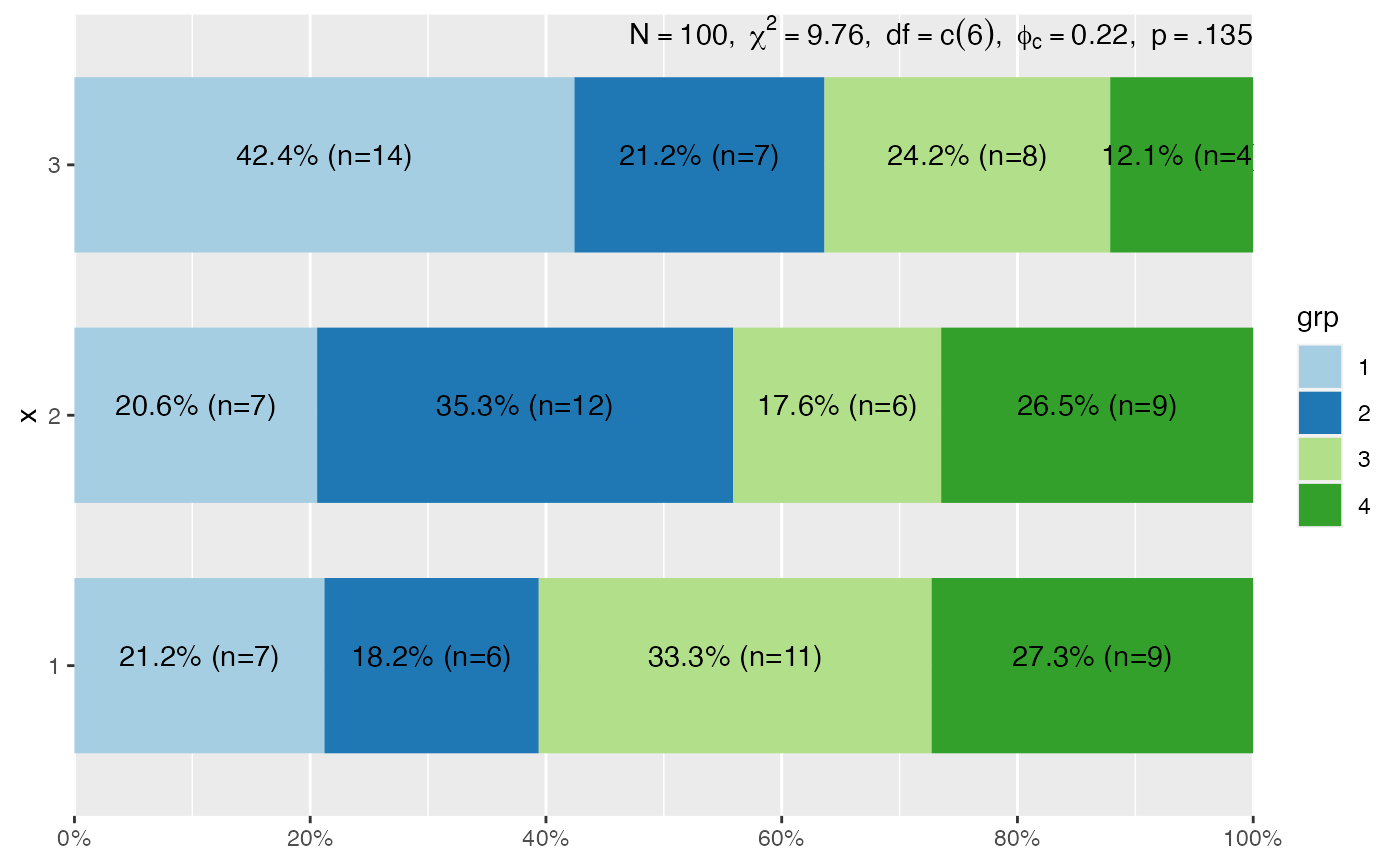 N = 100, χ² = 9.76, df = c(6), ϕc = 0.22, p = .135
3
42.4% (n=14) 21.2% (n=7) 24.2% (n=8) 12.1% (n=4)
grp
1
2
3
4
x
2
20.6% (n=7) 35.3% (n=12) 17.6% (n=6) 26.5% (n=9)
1
21.2% (n=7) 18.2% (n=6) 33.3% (n=11) 27.3% (n=9)
0% 20% 40% 60% 80% 100%